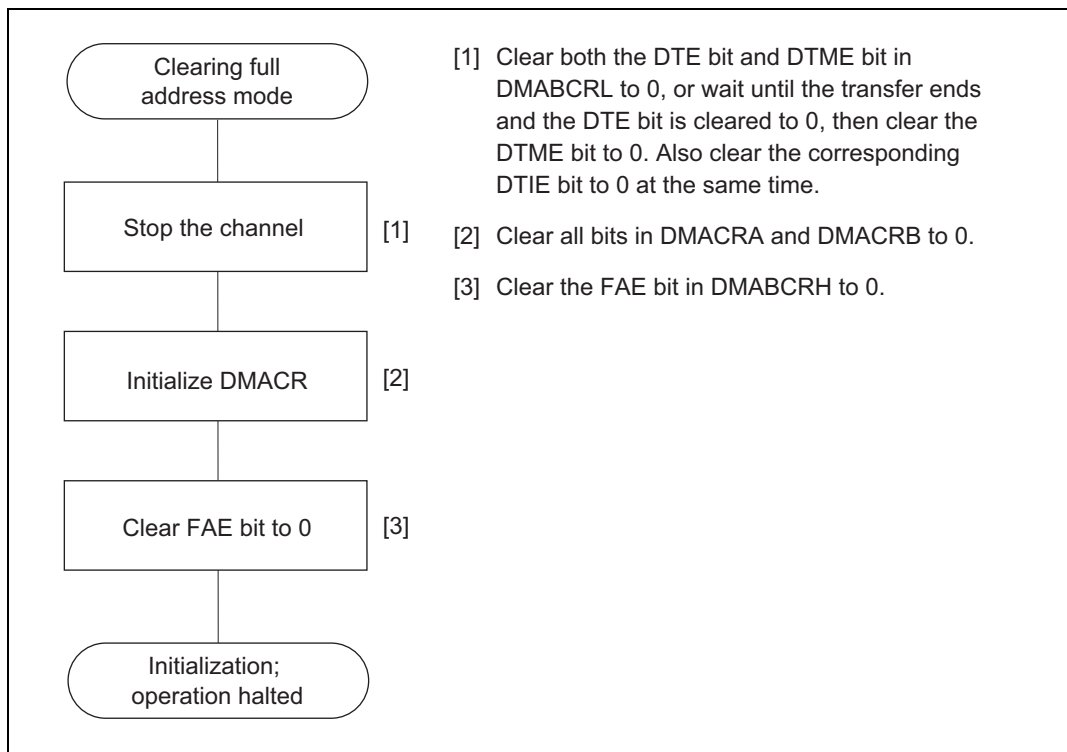 Clearing full
address mode
Stop the channel
[1]
Initialize DMACR
[2]
Clear FAE bit to 0
[3]
Initialization;
operation halted
[1] Clear both the DTE bit and DTME bit in
DMABCRL to 0, or wait until the transfer ends
and the DTE bit is cleared to 0, then clear the
DTME bit to 0. Also clear the corresponding
DTIE bit to 0 at the same time.
[2] Clear all bits in DMACRA and DMACRB to 0.
[3] Clear the FAE bit in DMABCRH to 0.